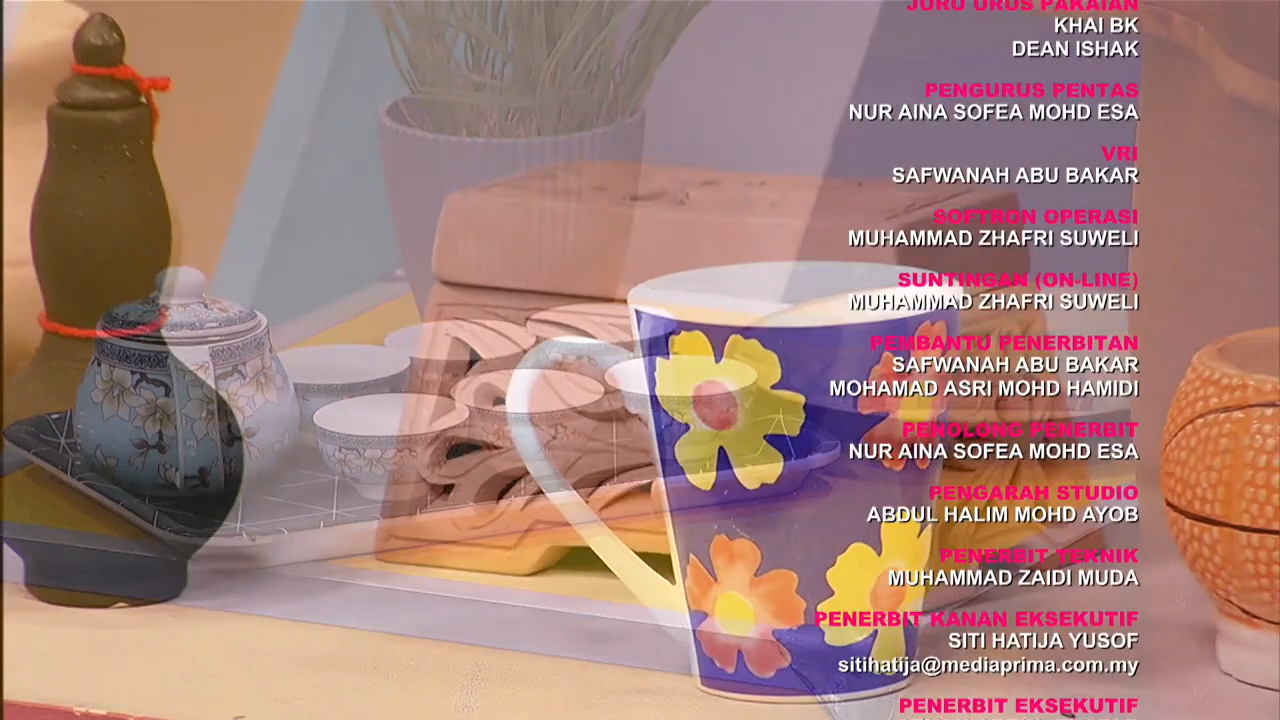 JURU URUS PAKAIAN
KHAI BK
DEAN ISHAK
PENGURUS PENTAS
NUR AINA SOFEA MOHD ESA
VRI
SAFWANAH ABU BAKAR
SOFTRON OPERASI
MUHAMMAD ZHAFRI SUWELI
SUNTINGAN (ON-LINE)
MUHAMMAD ZHAFRI SUWELI
PEMBANTU PENERBITAN
SAFWANAH ABU BAKAR
MOHAMAD ASRI MOHD HAMIDI
PENOLONG PENERBIT
NUR AINA SOFEA MOHD ESA
PENGARAH STUDIO
ABDUL HALIM MOHD AYOB
PENERBIT TEKNIK
MUHAMMAD ZAIDI MUDA
PENERBIT KANAN EKSEKUTIF
SITI HATIJA YUSOF
sitihatija@mediaprima.com.my
PENERBIT EKSEKUTIF